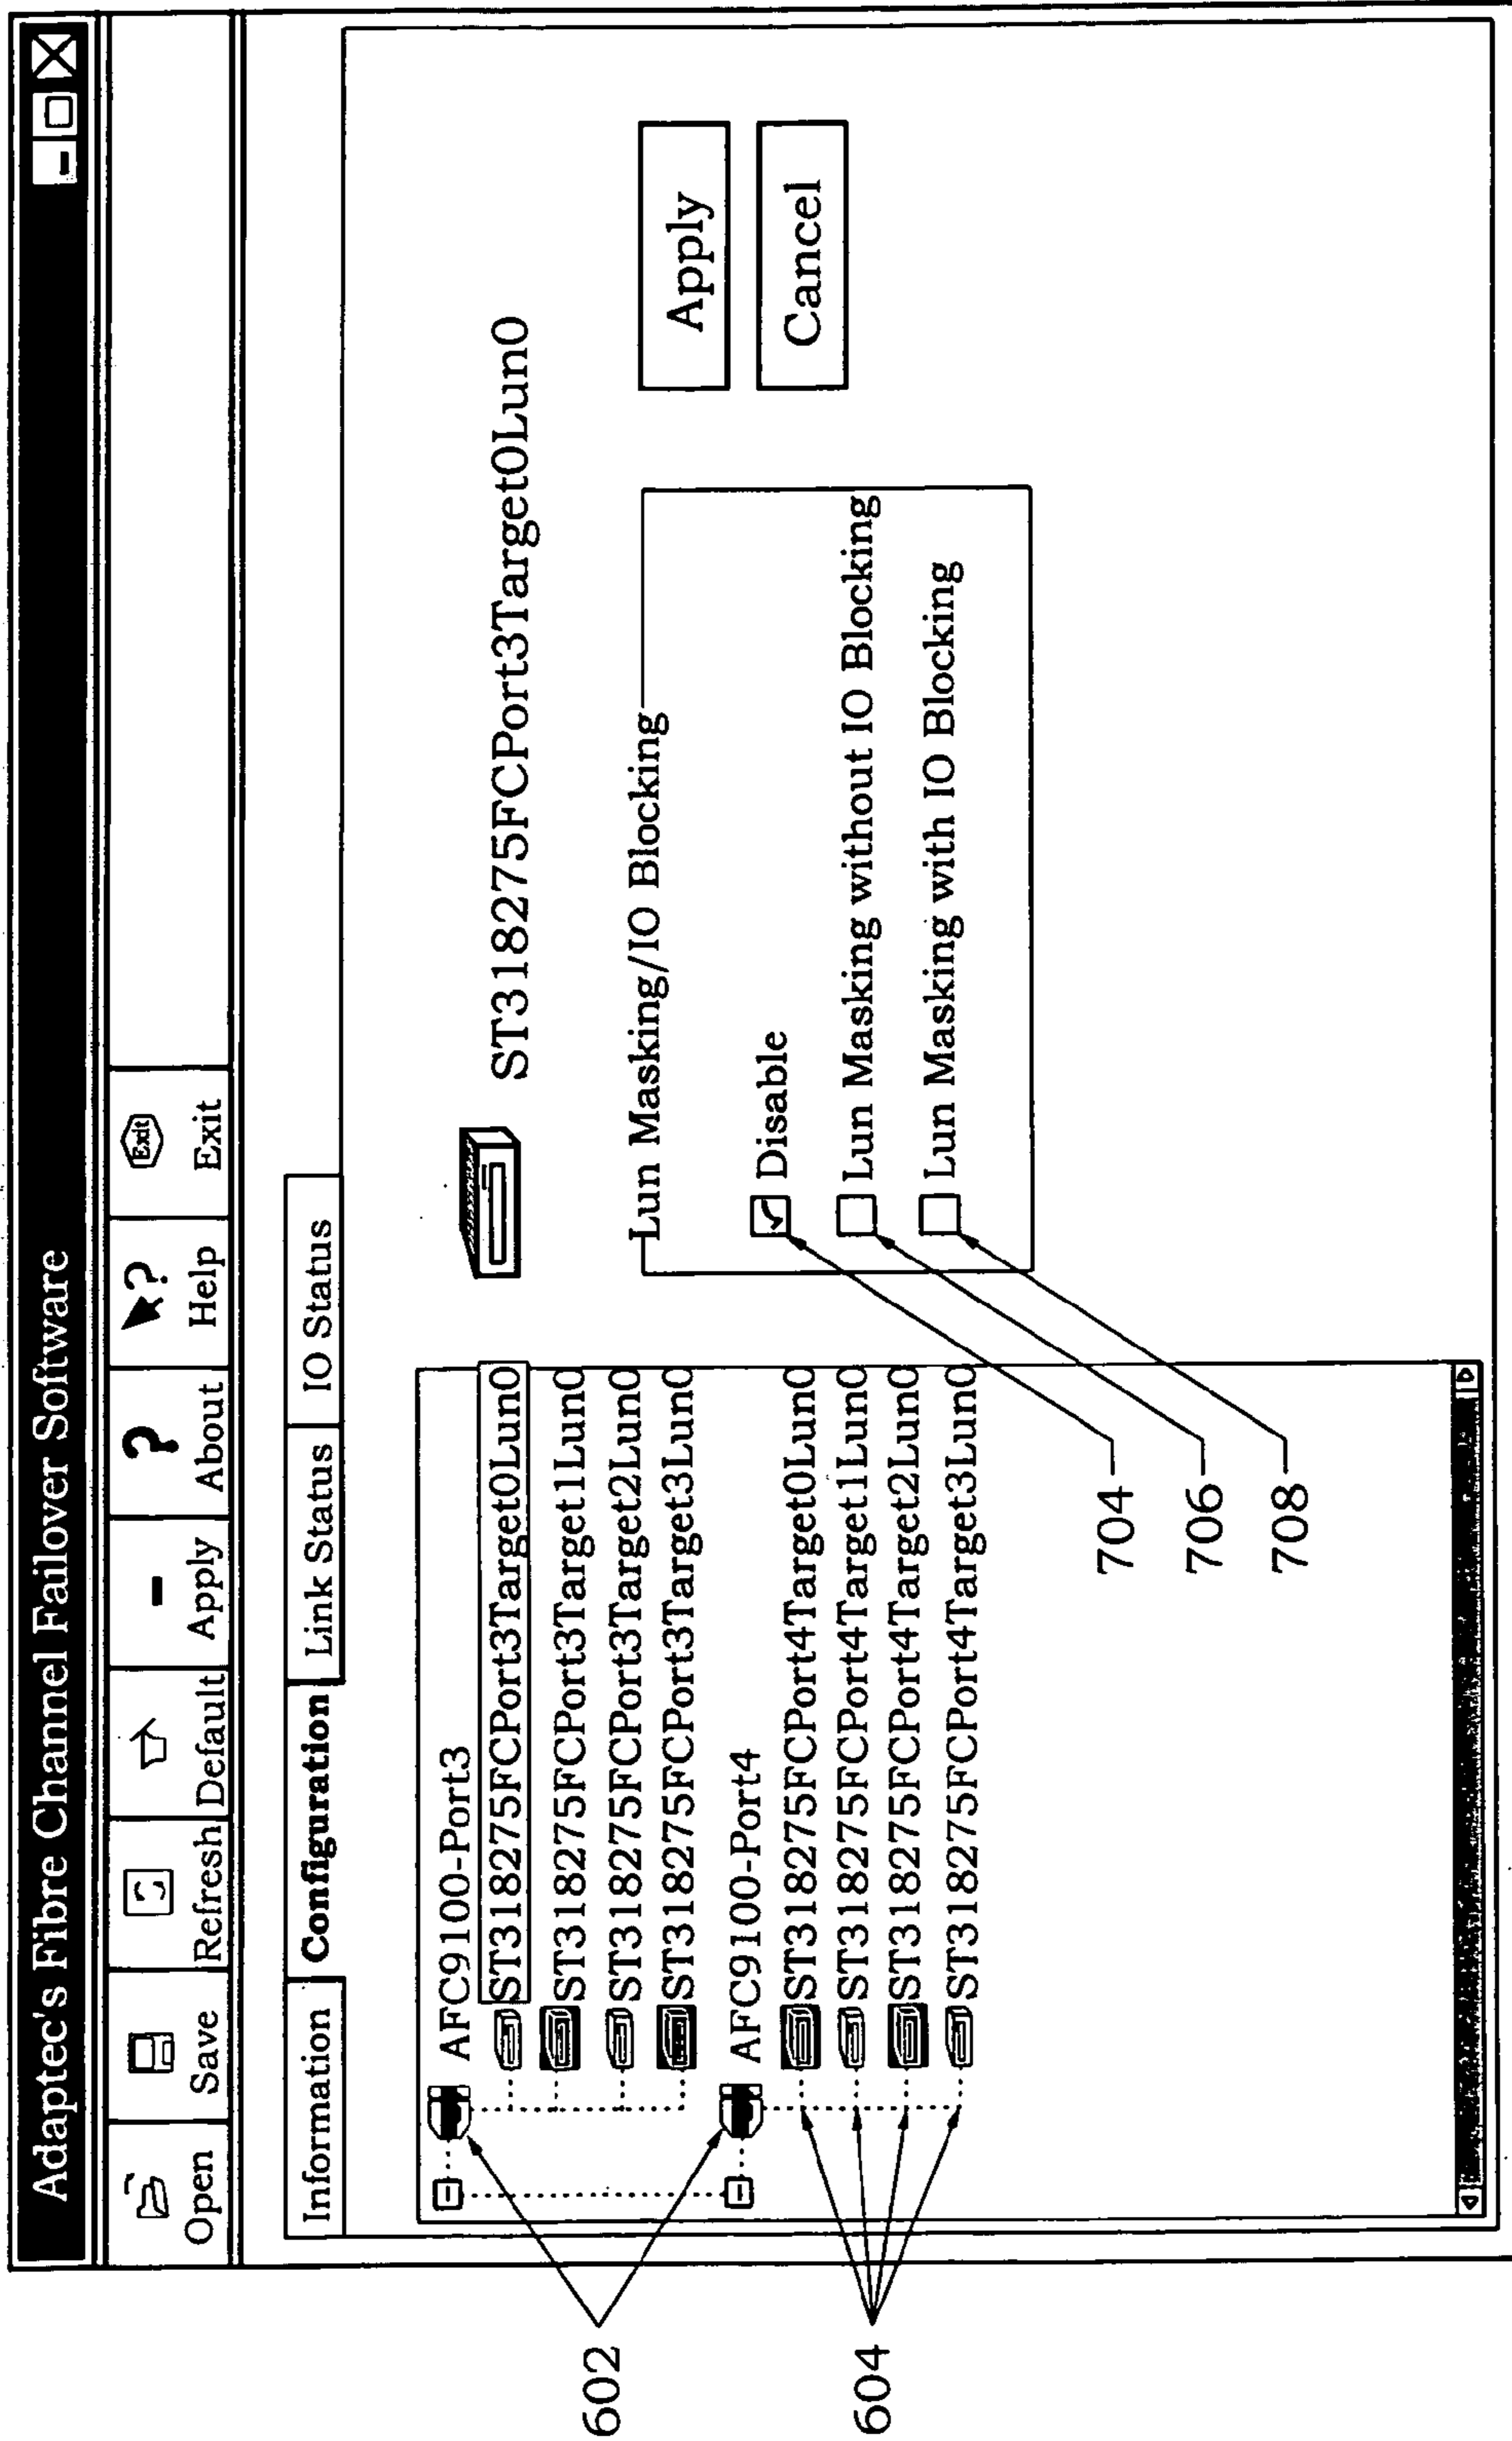 Adaptec's Fibre Channel Failover Software
Open Save Refresh Default Apply ? About ? Help Exit Exit
Information Configuration Link Status IO Status
AFC9100-Port3
ST318275FCPort3Target0Lun0
ST318275FCPort3Target1Lun0
ST318275FCPort3Target2Lun0
ST318275FCPort3Target3Lun0
AFC9100-Port4
ST318275FCPort4Target0Lun0
ST318275FCPort4Target1Lun0
ST318275FCPort4Target2Lun0
ST318275FCPort4Target3Lun0
ST318275FCPort3Target0Lun0
Lun Masking/IO Blocking
Disable
Lun Masking without IO Blocking
Lun Masking with IO Blocking
Apply
Cancel
602
604
704
706
708